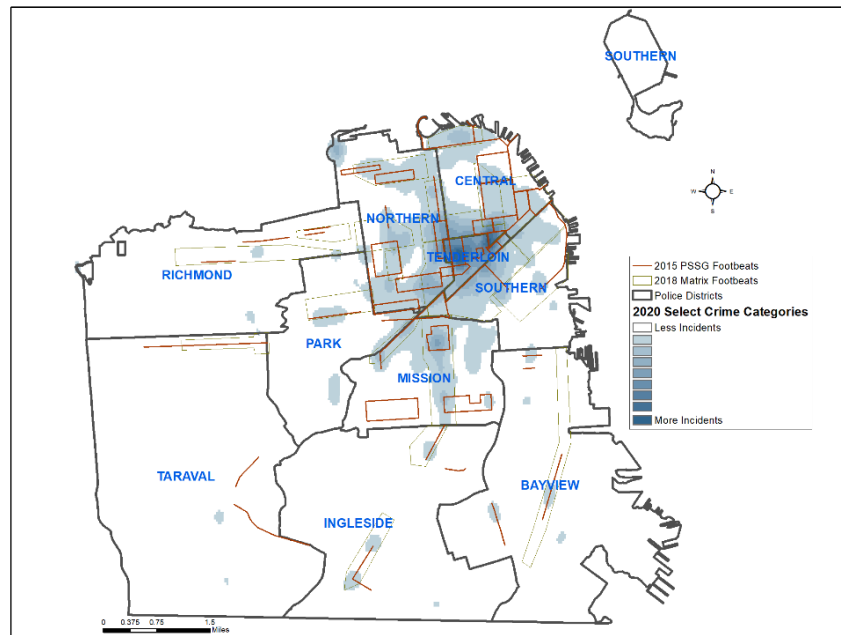 SOUTHERN
CENTRAL
N
W
E
S
NORTHERN
TENDERLOIN
RICHMOND
SOUTHERN
2015 PSSG Footbeats
2018 Matrix Footbeats
Police Districts
2020 Select Crime Categories
Less Incidents
More Incidents
PARK
MISSION
TARAVAL
BAYVIEW
INGLESIDE
0 0.375 0.75 1.5
Miles